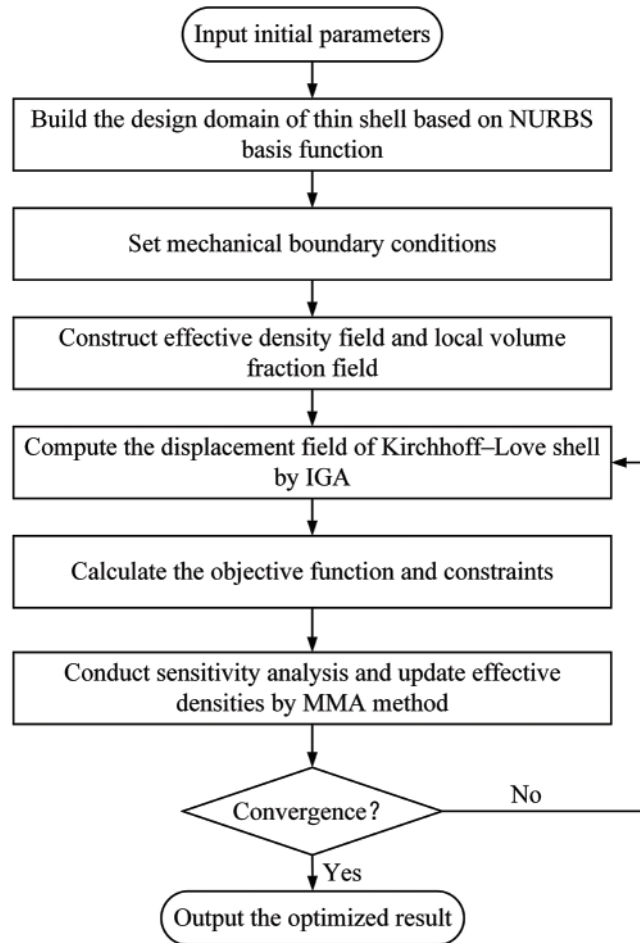 Input initial parameters
Build the design domain of thin shell based on NURBS
basis function
Set mechanical boundary conditions
Construct effective density field and local volume
fraction field
Compute the displacement field of Kirchhoff–Love shell
by IGA
Calculate the objective function and constraints
Conduct sensitivity analysis and update effective
densities by MMA method
Convergence?
No
Yes
Output the optimized result